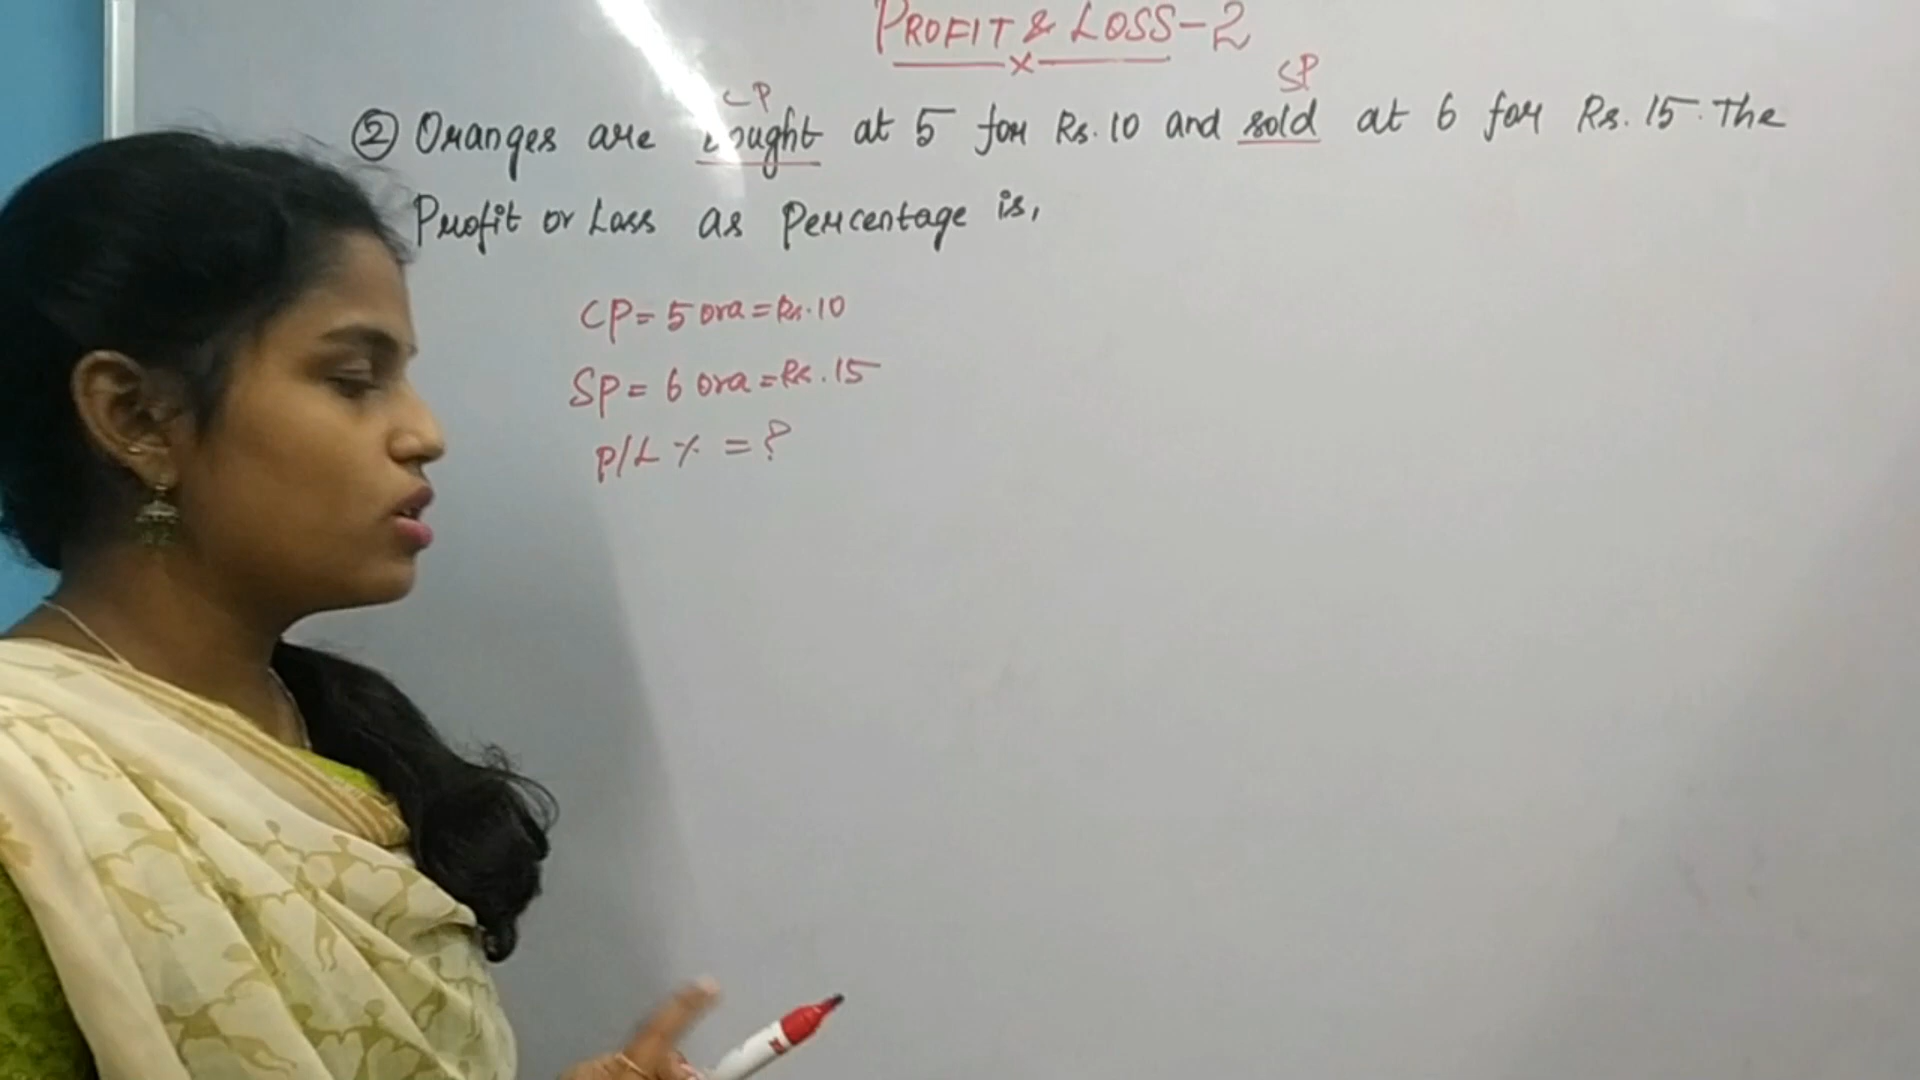 PROFIT & LOSS-2
CP SP
② Oranges are bought at 5 for Rs. 10 and sold at 6 for Rs. 15. The
Profit or Loss as Percentage is,
CP = 5 ora = Rs. 10
SP = 6 ora = Rs. 15
P/L % = ?